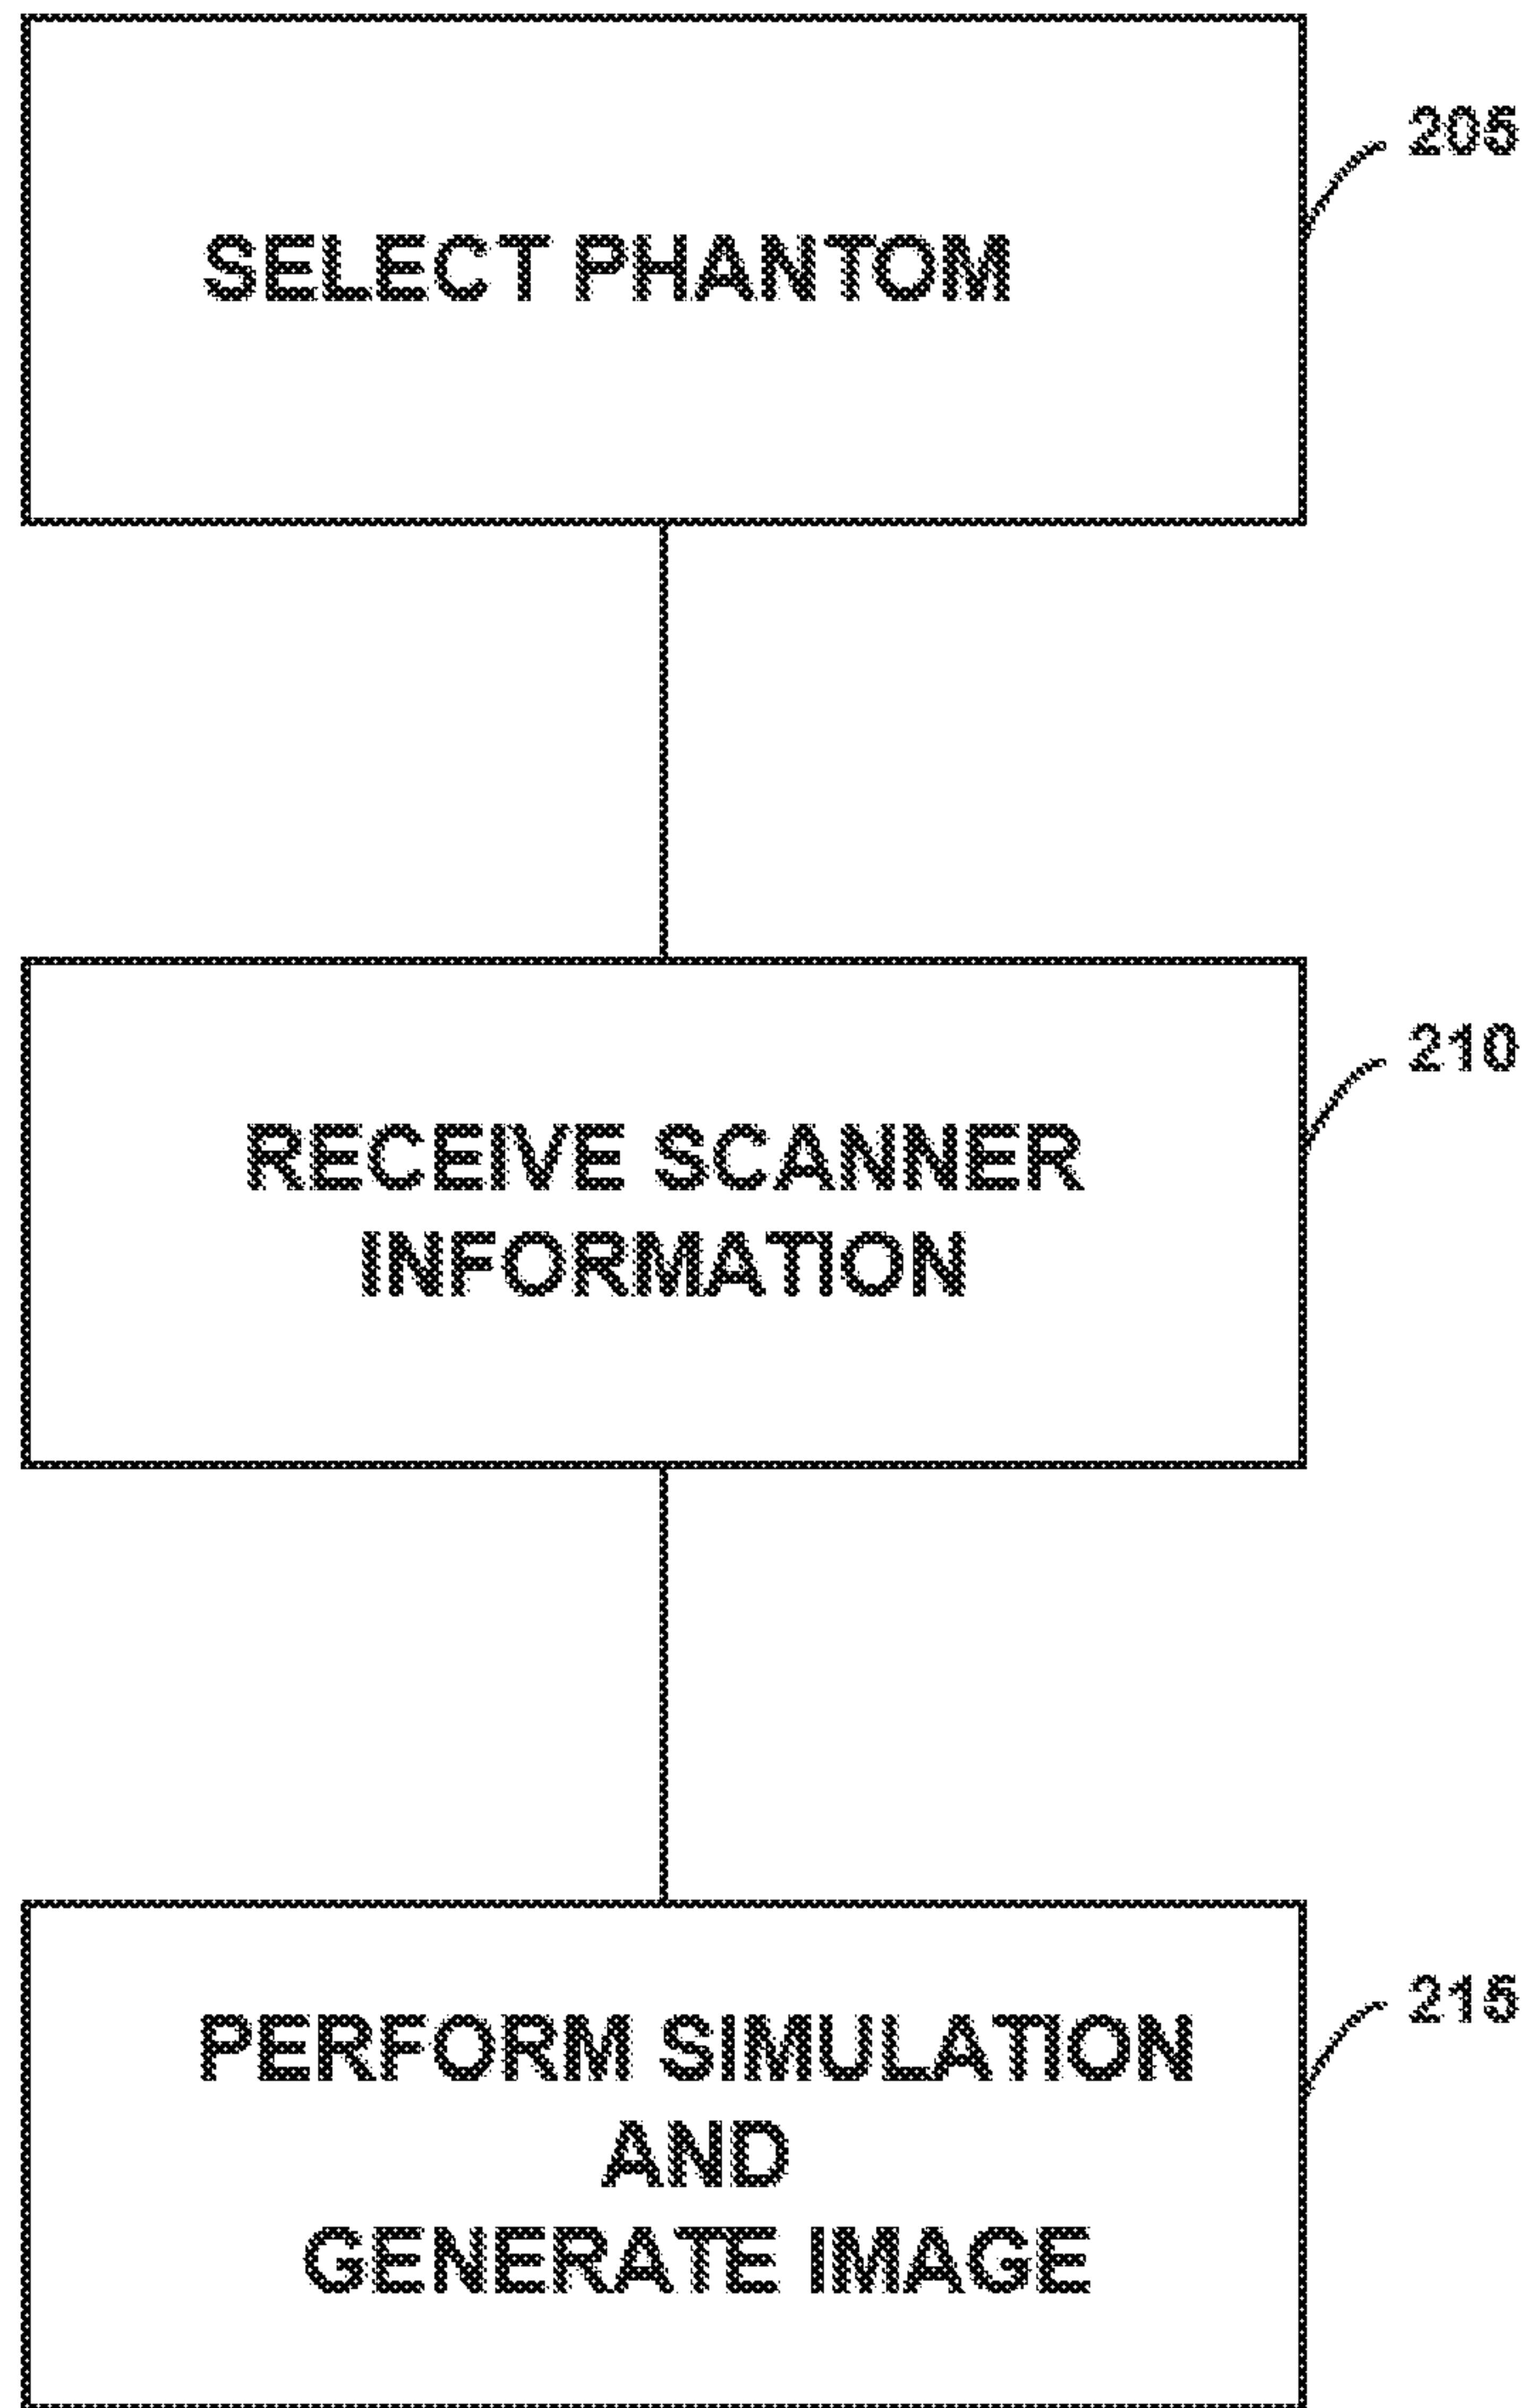 205
SELECT PHANTOM
210
RECEIVE SCANNER
INFORMATION
215
PERFORM SIMULATION
AND
GENERATE IMAGE